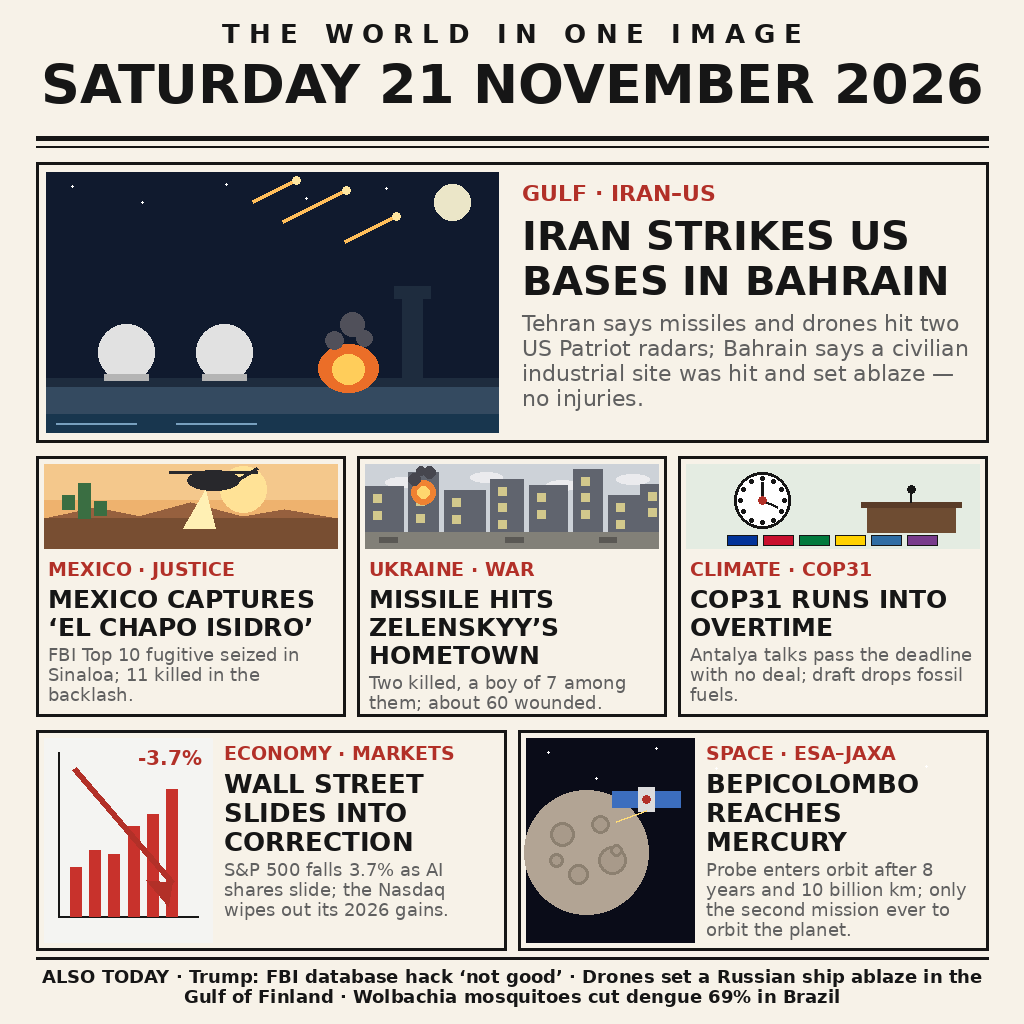 THE WORLD IN ONE IMAGE
SATURDAY 21 NOVEMBER 2026
GULF · IRAN–US
IRAN STRIKES US
BASES IN BAHRAIN
Tehran says missiles and drones hit two
US Patriot radars; Bahrain says a civilian
industrial site was hit and set ablaze —
no injuries.
MEXICO · JUSTICE
MEXICO CAPTURES
‘EL CHAPO ISIDRO’
FBI Top 10 fugitive seized in
Sinaloa; 11 killed in the
backlash.
UKRAINE · WAR
MISSILE HITS
ZELENSKYY’S
HOMETOWN
Two killed, a boy of 7 among
them; about 60 wounded.
CLIMATE · COP31
COP31 RUNS INTO
OVERTIME
Antalya talks pass the deadline
with no deal; draft drops fossil
fuels.
-3.7%
ECONOMY · MARKETS
WALL STREET
SLIDES INTO
CORRECTION
S&P 500 falls 3.7% as AI
shares slide; the Nasdaq
wipes out its 2026 gains.
SPACE · ESA–JAXA
BEPICOLOMBO
REACHES
MERCURY
Probe enters orbit after 8
years and 10 billion km; only
the second mission ever to
orbit the planet.
ALSO TODAY · Trump: FBI database hack ‘not good’ · Drones set a Russian ship ablaze in the
Gulf of Finland · Wolbachia mosquitoes cut dengue 69% in Brazil